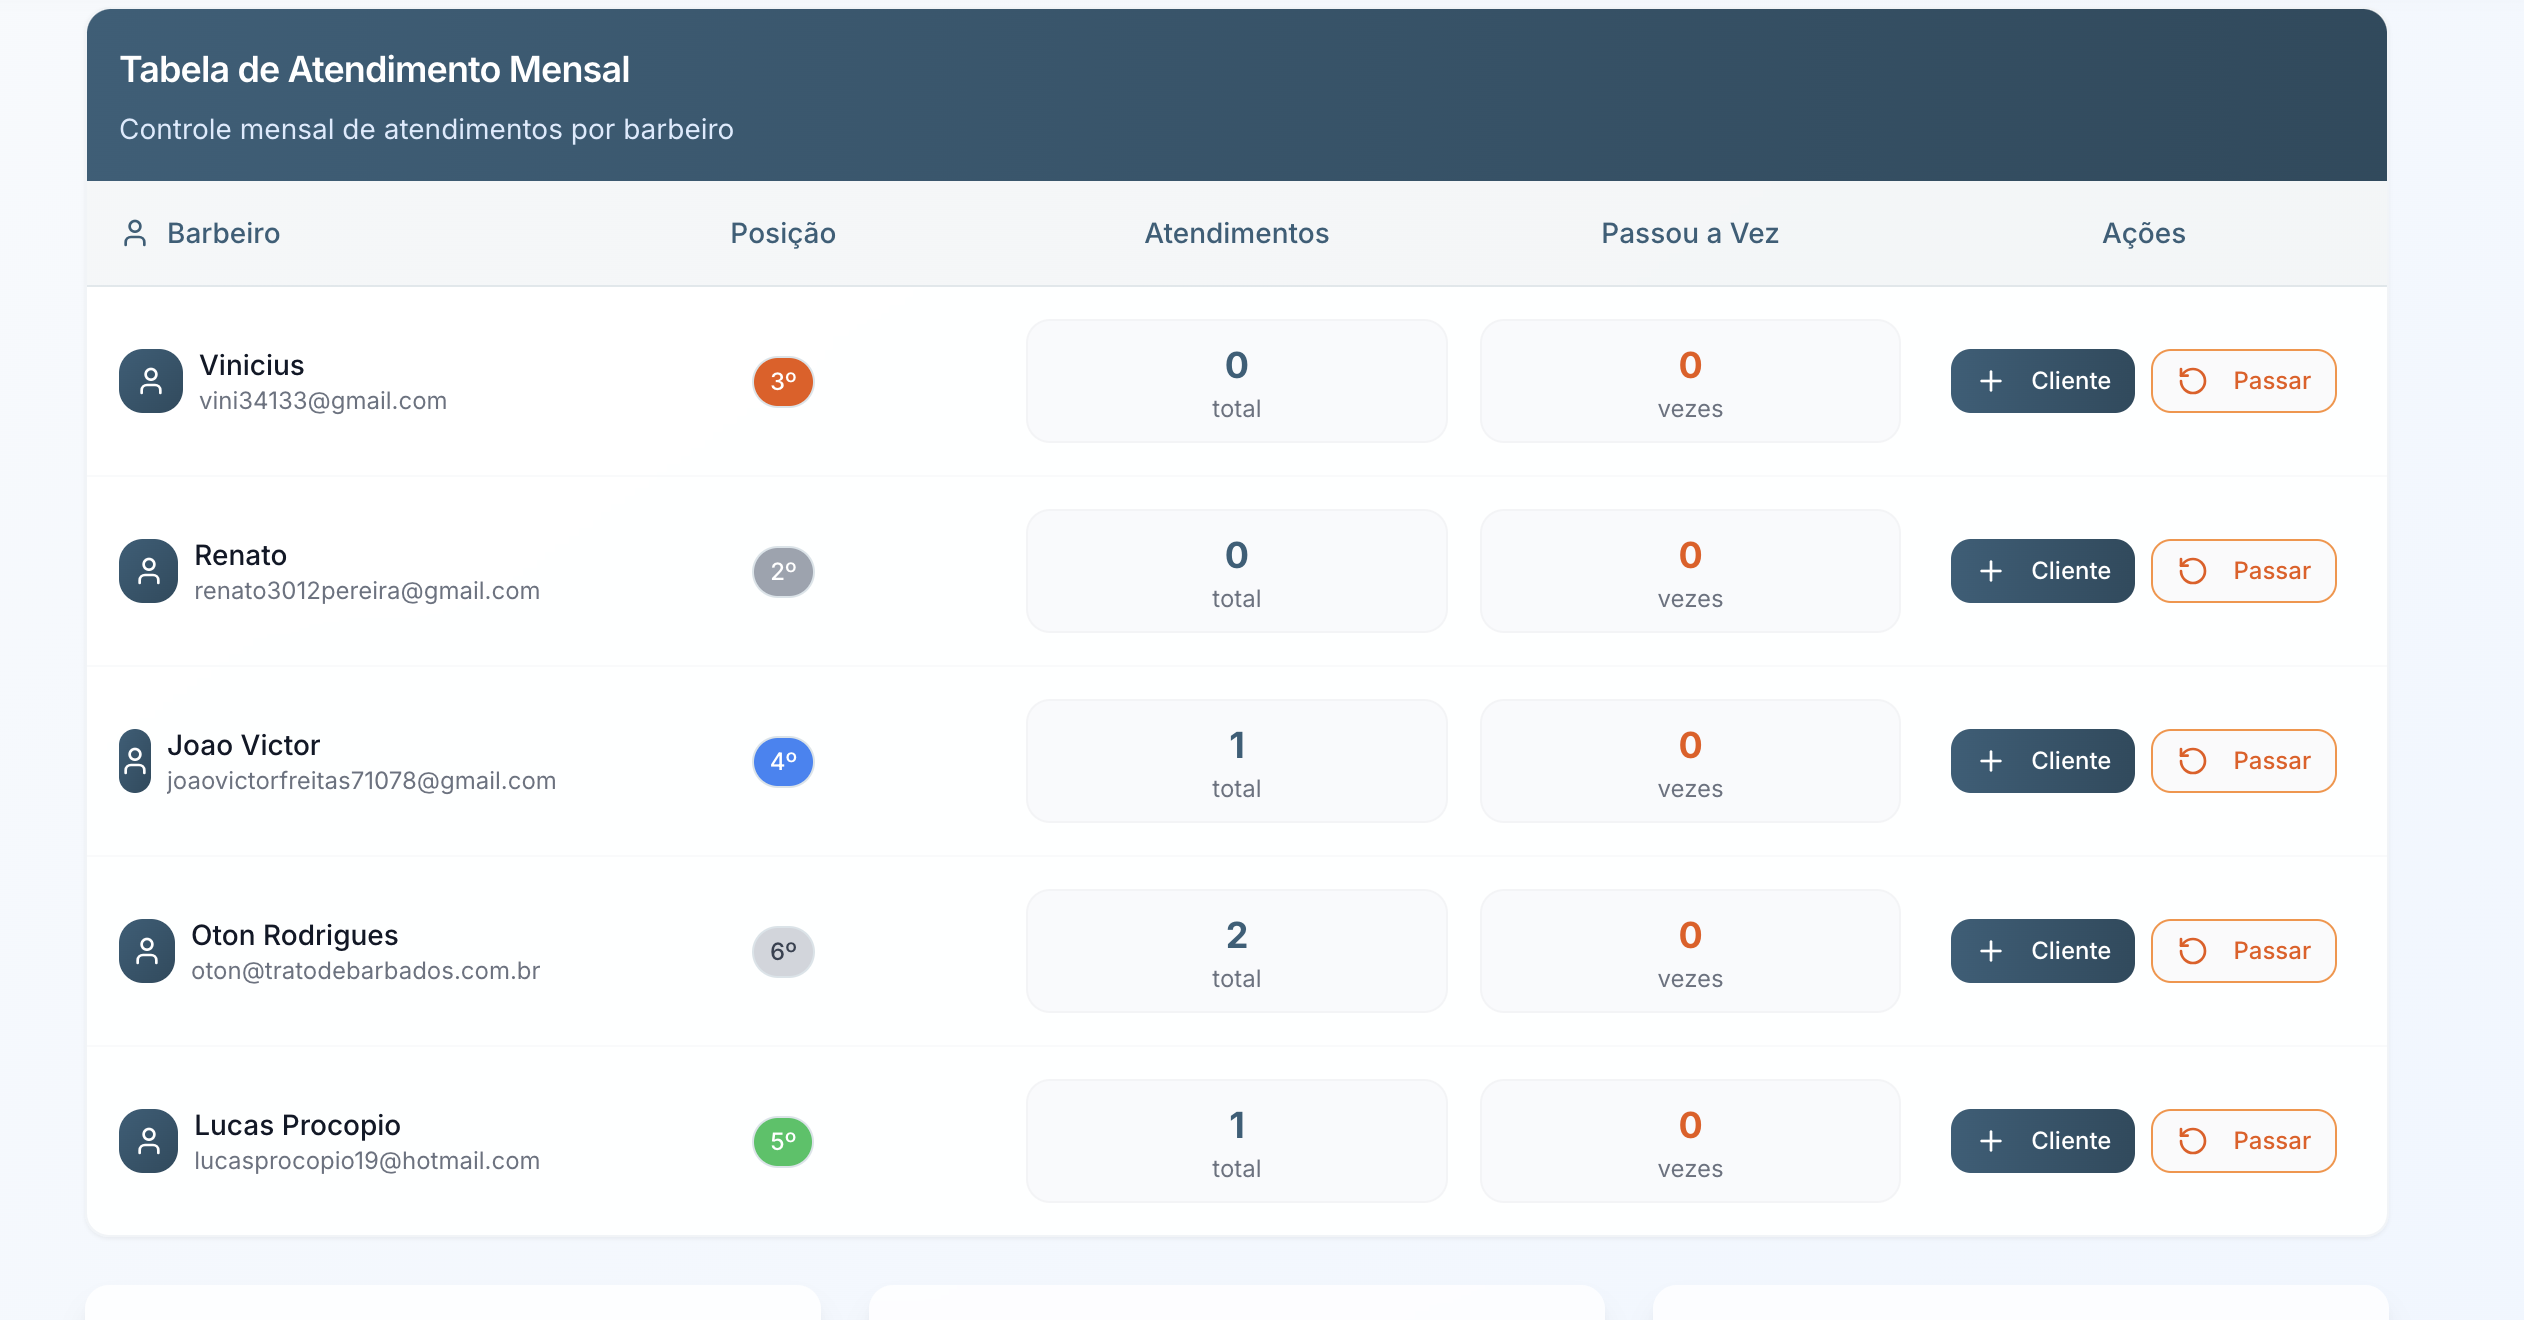 Tabela de Atendimento Mensal
Controle mensal de atendimentos por barbeiro
Barbeiro Posição Atendimentos Passou a Vez Ações
Vinicius
vini34133@gmail.com
3º
0
total
0
vezes
Cliente
Passar
Renato
renato3012pereira@gmail.com
2º
0
total
0
vezes
Cliente
Passar
Joao Victor
joaovictorfreitas71078@gmail.com
4º
1
total
0
vezes
Cliente
Passar
Oton Rodrigues
oton@tratodebarbados.com.br
6º
2
total
0
vezes
Cliente
Passar
Lucas Procopio
lucasprocopio19@hotmail.com
5º
1
total
0
vezes
Cliente
Passar